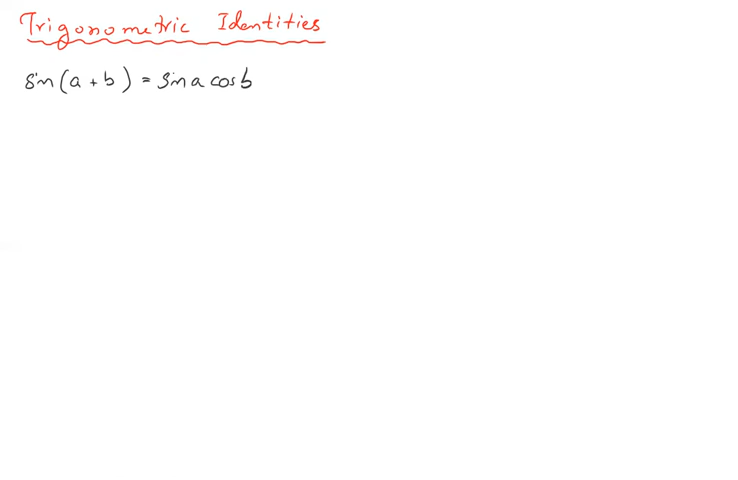 Trigonometric Identities
sin(a + b) = sin a cos b